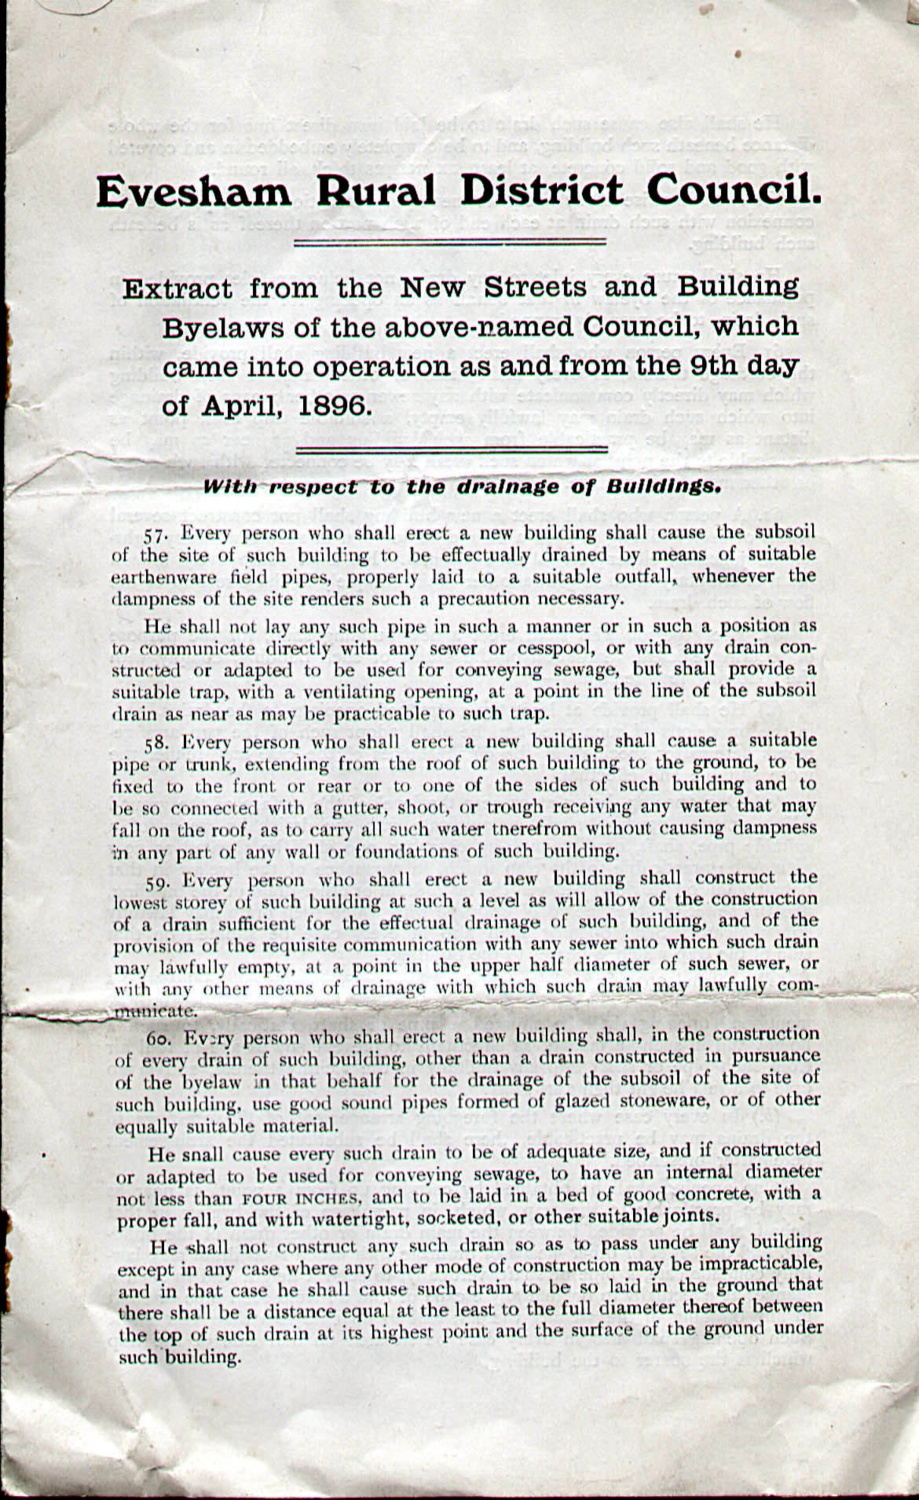 Evesham Rural District Council.
Extract from the New Streets and Building
Byelaws of the above-named Council, which
came into operation as and from the 9th day
of April, 1896.
With respect to the drainage of Buildings.
57. Every person who shall erect a new building shall cause the subsoil
of the site of such building to be effectually drained by means of suitable
earthenware field pipes, properly laid to a suitable outfall, whenever the
dampness of the site renders such a precaution necessary.
He shall not lay any such pipe in such a manner or in such a position as
to communicate directly with any sewer or cesspool, or with any drain con-
structed or adapted to be used for conveying sewage, but shall provide a
suitable trap, with a ventilating opening, at a point in the line of the subsoil
drain as near as may be practicable to such trap.
58. Every person who shall erect a new building shall cause a suitable
pipe or trunk, extending from the roof of such building to the ground, to be
fixed to the front or rear or to one of the sides of such building and to
be so connected with a gutter, shoot, or trough receiving any water that may
fall on the roof, as to carry all such water tnerefrom without causing dampness
in any part of any wall or foundations of such building.
59. Every person who shall erect a new building shall construct the
lowest storey of such building at such a level as will allow of the construction
of a drain sufficient for the effectual drainage of such building, and of the
provision of the requisite communication with any sewer into which such drain
may lawfully empty, at a point in the upper half diameter of such sewer, or
with any other means of drainage with which such drain may lawfully com-
municate.
60. Every person who shall erect a new building shall, in the construction
of every drain of such building, other than a drain constructed in pursuance
of the byelaw in that behalf for the drainage of the subsoil of the site of
such building, use good sound pipes formed of glazed stoneware, or of other
equally suitable material.
He snall cause every such drain to be of adequate size, and if constructed
or adapted to be used for conveying sewage, to have an internal diameter
not less than FOUR INCHES, and to be laid in a bed of good concrete, with a
proper fall, and with watertight, socketed, or other suitable joints.
He shall not construct any such drain so as to pass under any building
except in any case where any other mode of construction may be impracticable,
and in that case he shall cause such drain to be so laid in the ground that
there shall be a distance equal at the least to the full diameter thereof between
the top of such drain at its highest point and the surface of the ground under
such building.